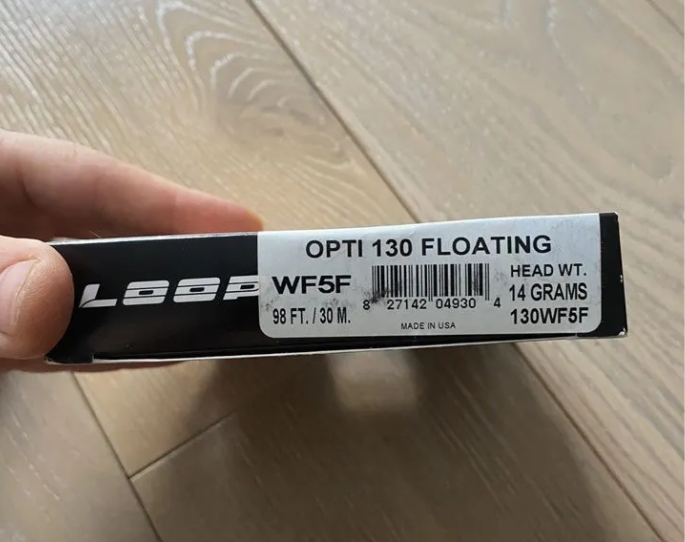 LOOP
OPTI 130 FLOATING
WF5F
98 FT. / 30 M.
8 27142 04930 4
MADE IN USA
HEAD WT.
14 GRAMS
130WF5F